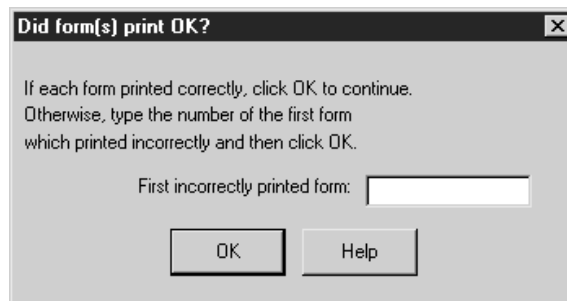 Did form(s) print OK?
If each form printed correctly, click OK to continue.
Otherwise, type the number of the first form
which printed incorrectly and then click OK.
First incorrectly printed form:
OK Help